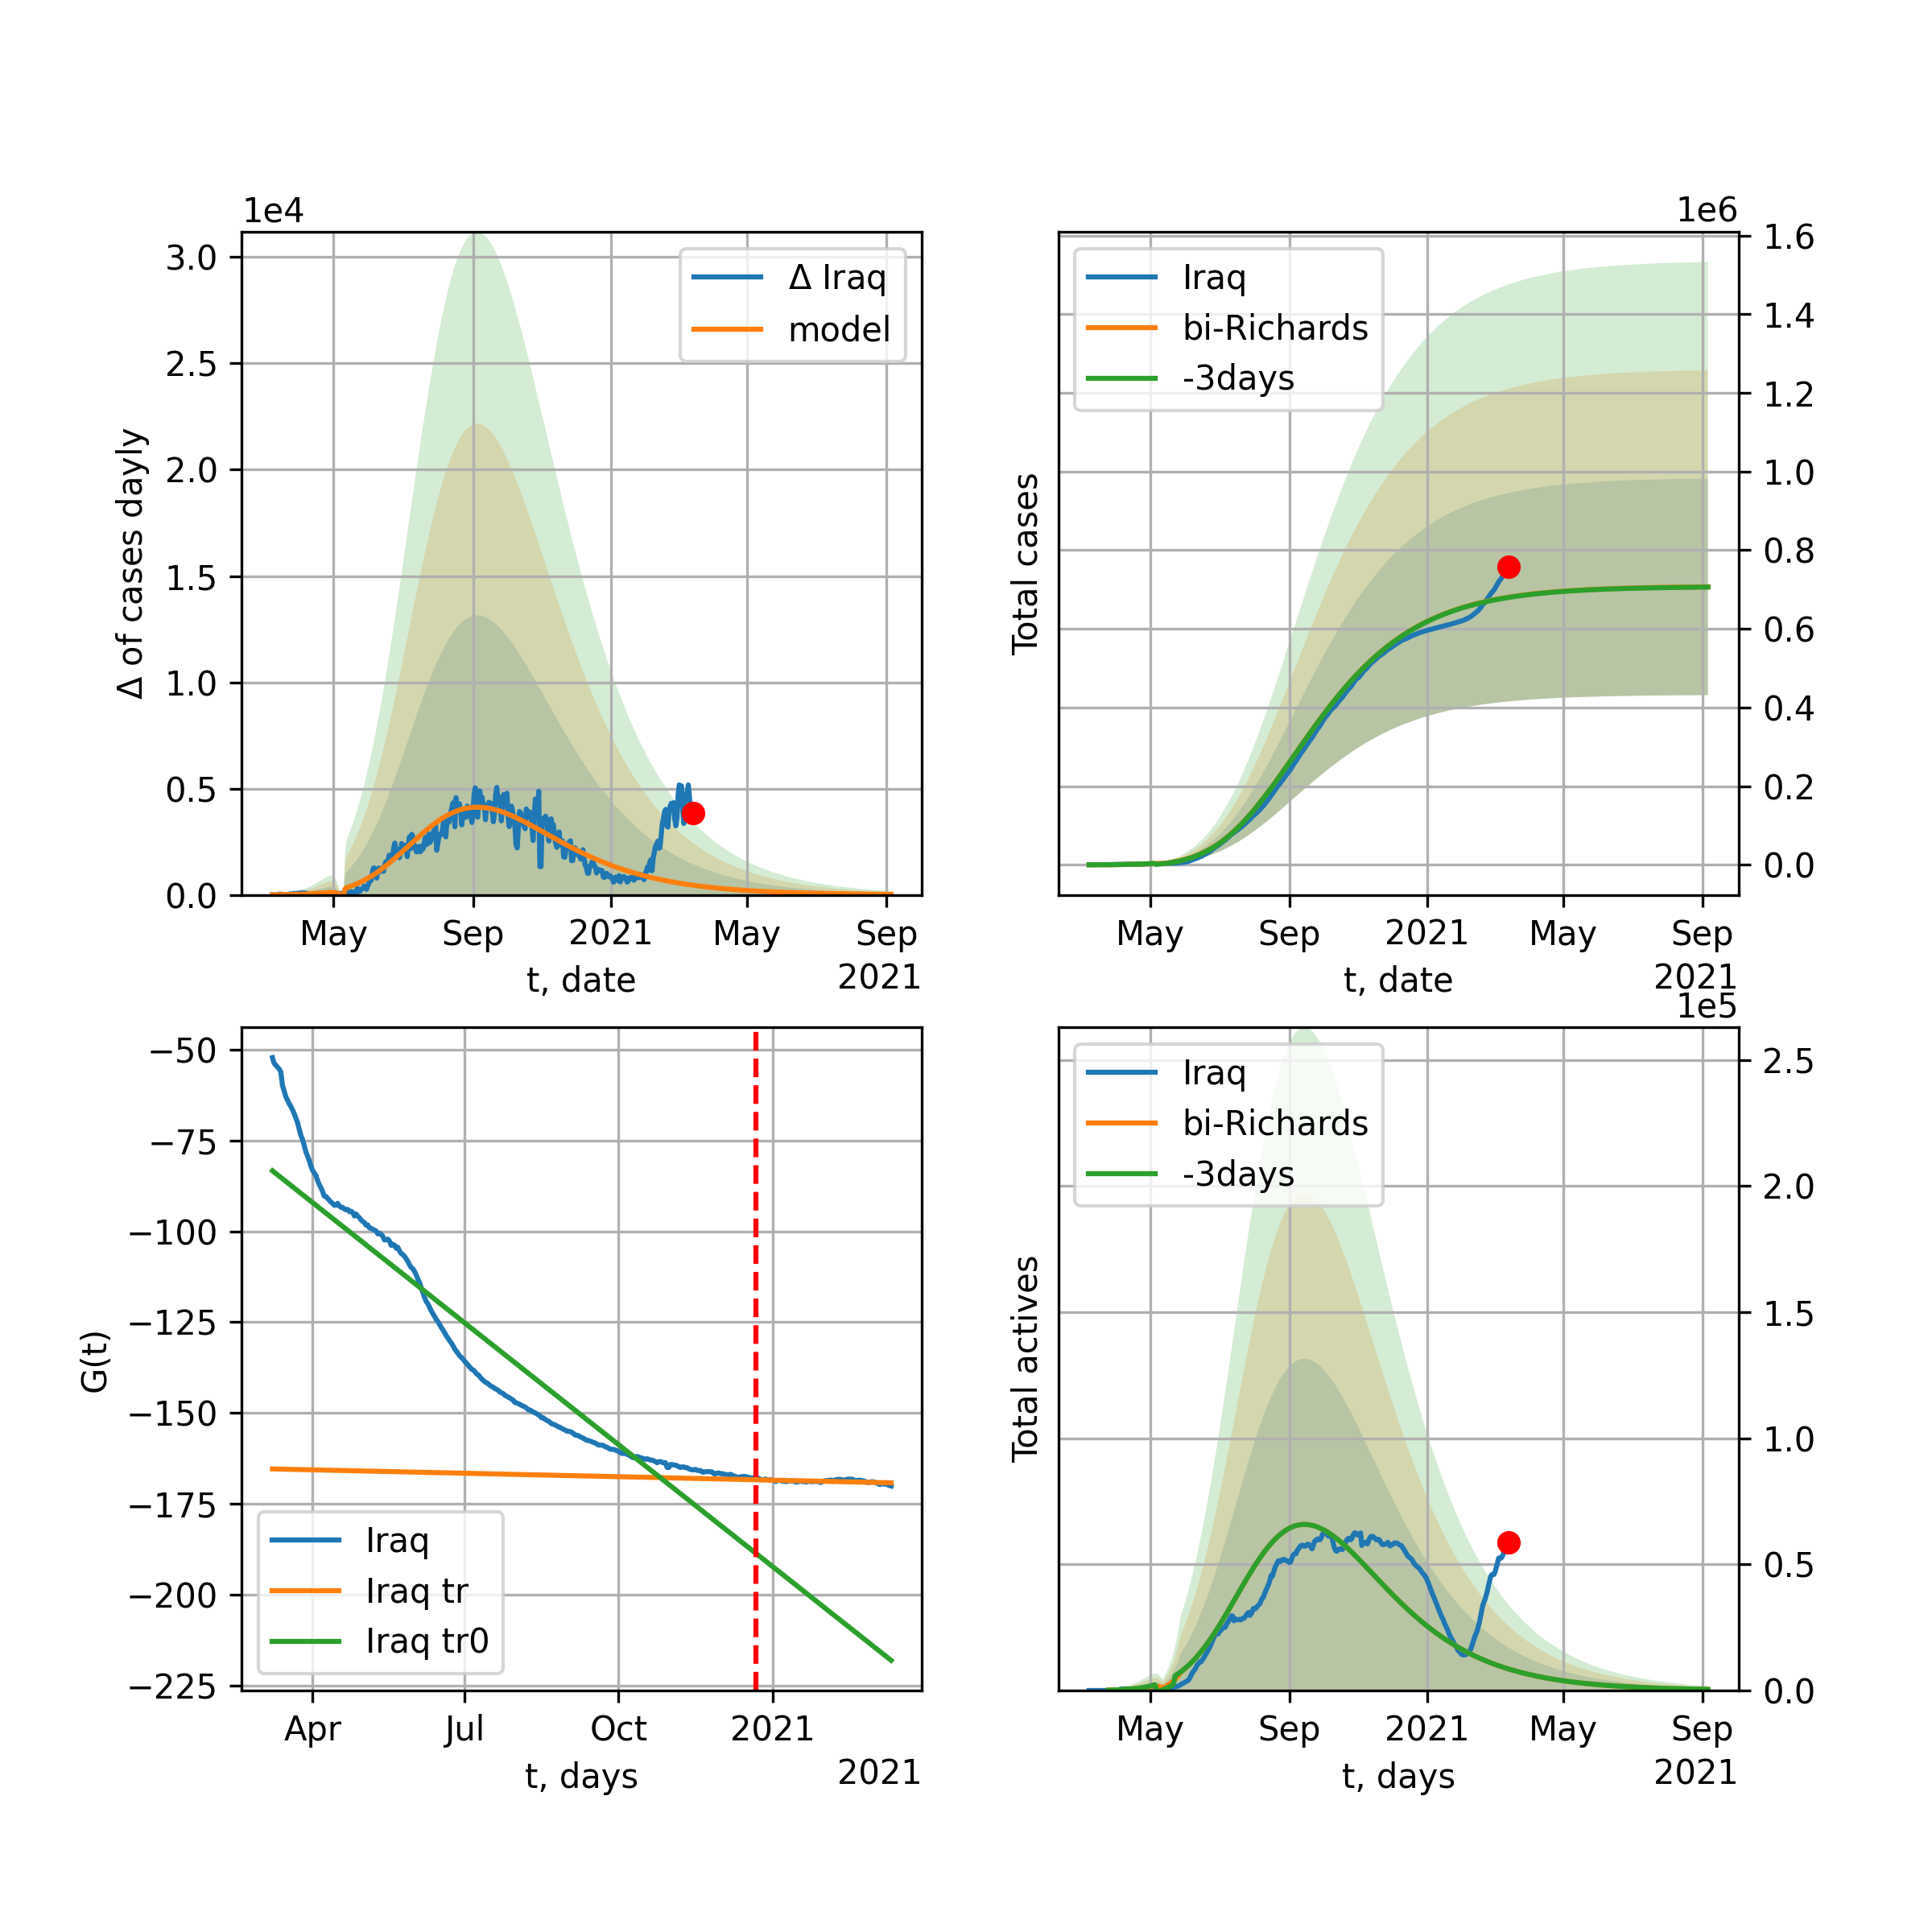 1e4
3.0
2.5
2.0
1.5
1.0
0.5
0.0
Δ of cases dayly
Δ Iraq
model
May
Sep
2021
May
Sep
t, date
2021
1e6
1.6
1.4
1.2
1.0
0.8
0.6
0.4
0.2
0.0
Total cases
Iraq
bi-Richards
-3days
May
Sep
2021
May
Sep
t, date
2021
−50
−75
−100
−125
−150
−175
−200
−225
G(t)
Iraq
Iraq tr
Iraq tr0
Apr
Jul
Oct
2021
t, days
2021
1e5
2.5
2.0
1.5
1.0
0.5
0.0
Total actives
Iraq
bi-Richards
-3days
May
Sep
2021
May
Sep
t, days
2021